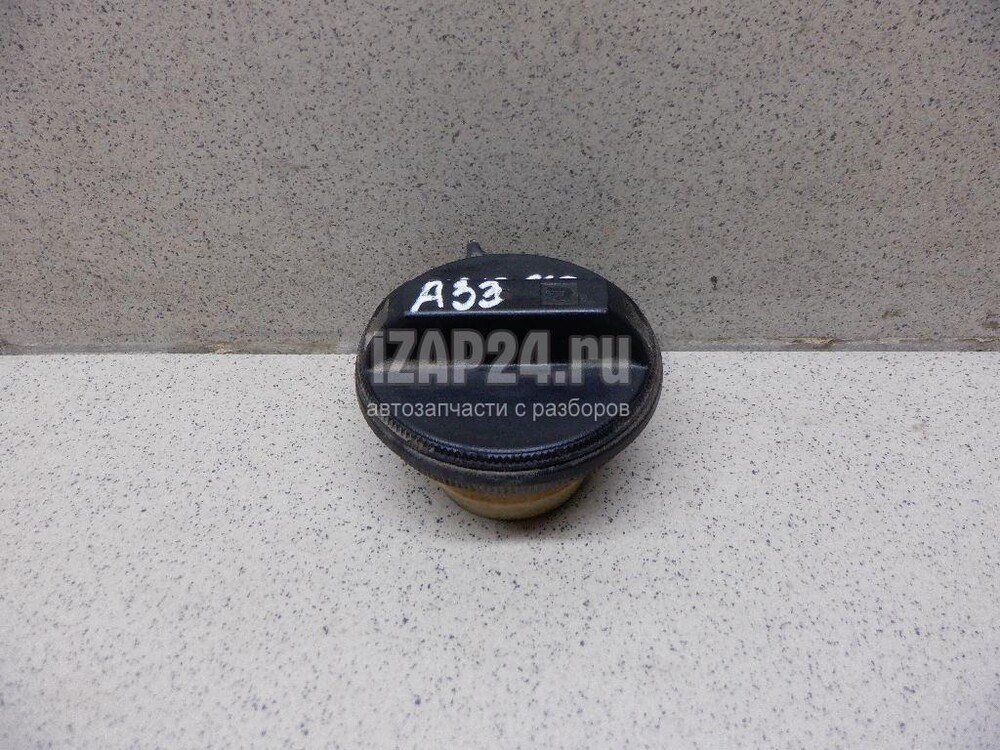 A33
iZAP24.ru
автозапчасти с разборов